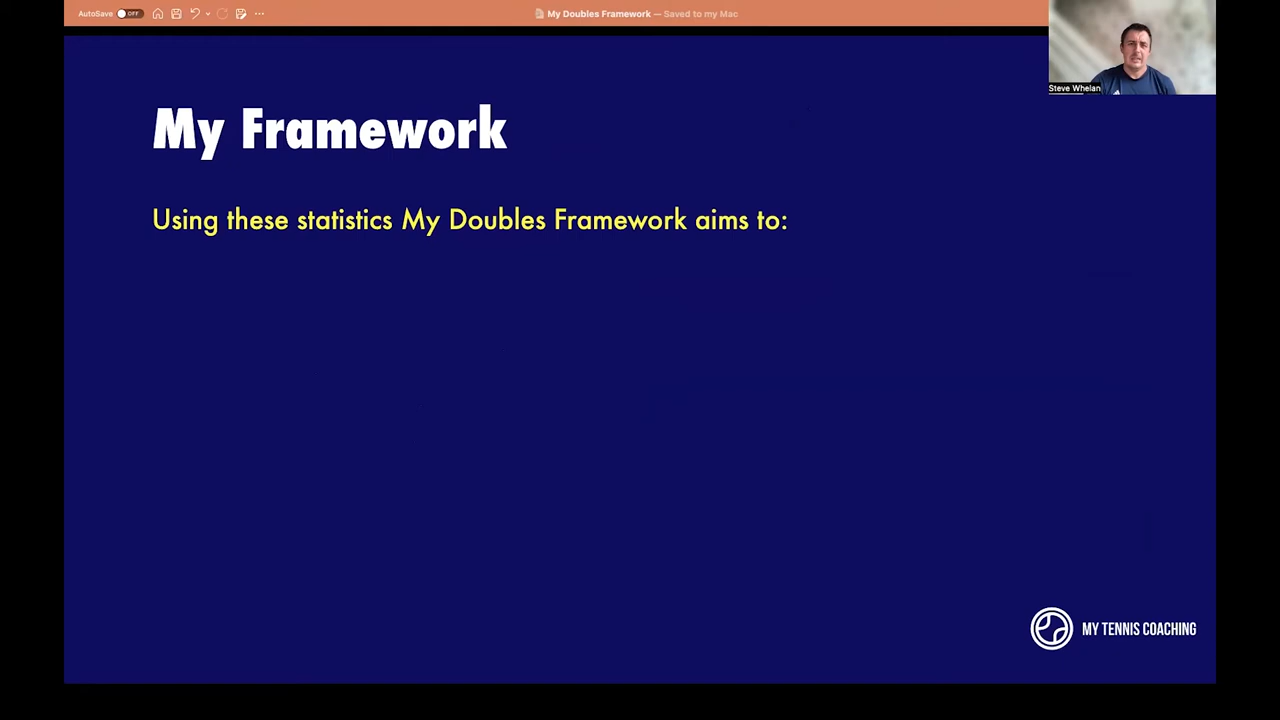 AutoSave OFF
My Doubles Framework — Saved to my Mac
Steve Whelan
My Framework
Using these statistics My Doubles Framework aims to:
MY TENNIS COACHING